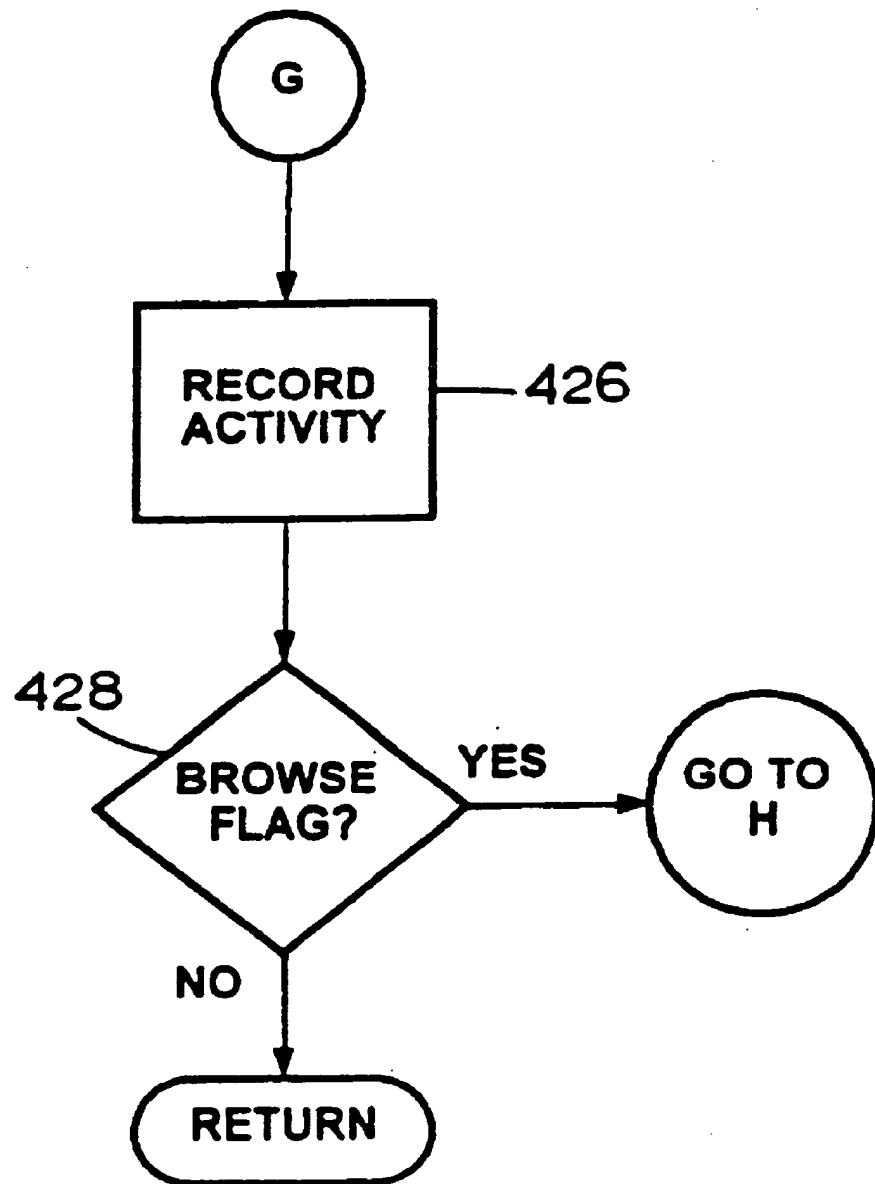 G
RECORD
ACTIVITY
426
428
BROWSE
FLAG?
YES
GO TO
H
NO
RETURN